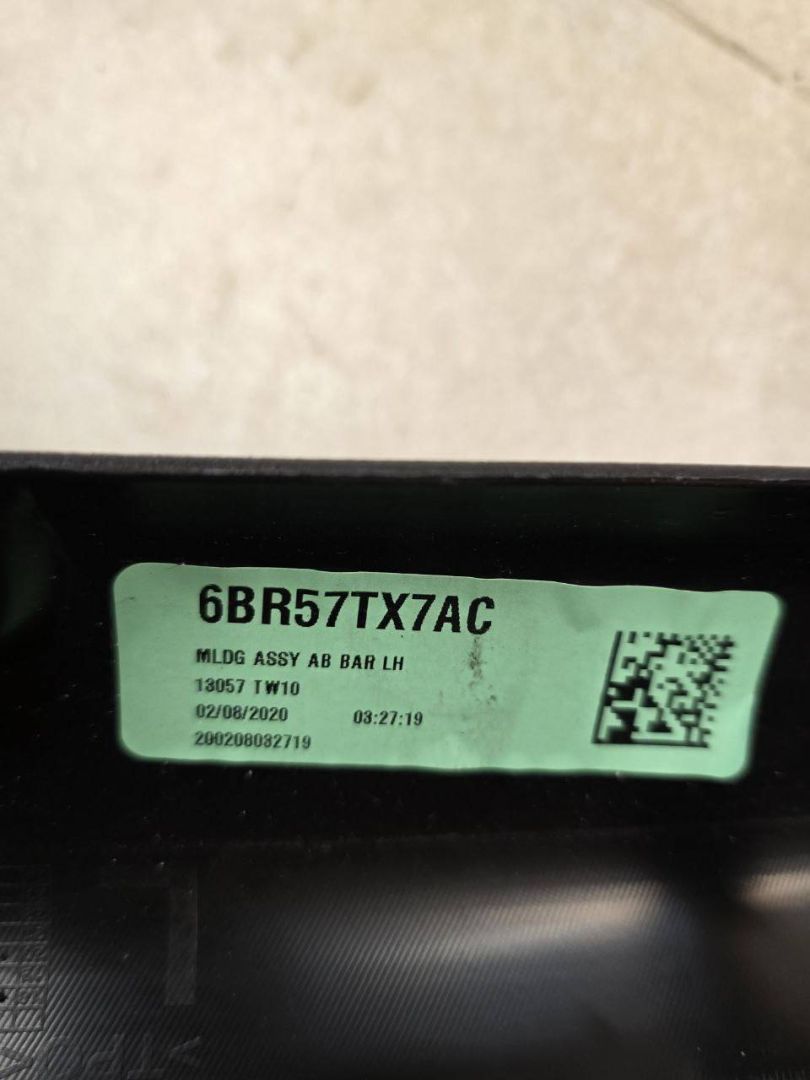 6BR57TX7AC
MLDG ASSY AB BAR LH
13057 TW10
02/08/2020 03:27:19
200208032719